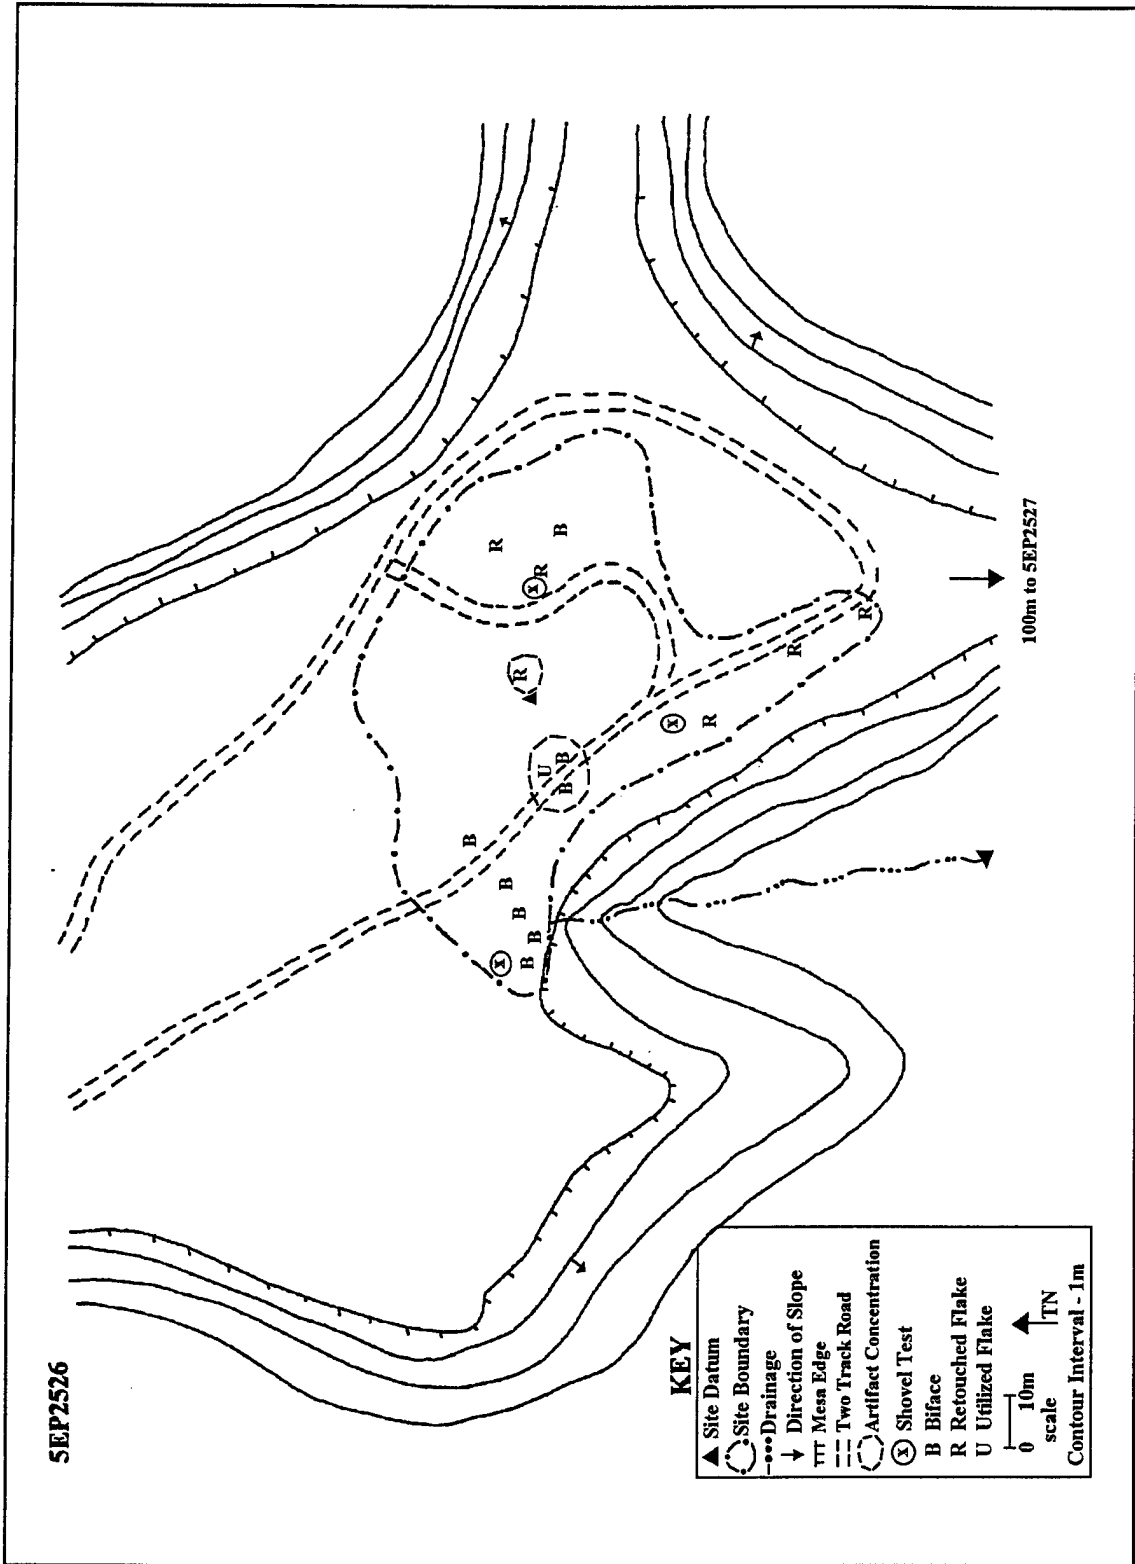 5EP2526
R
B
R
X
R
B
U
B
B
B
X
R
B
R
B
R
B
X
B
100m to 5EP2527
KEY
Site Datum
Site Boundary
Drainage
Direction of Slope
Mesa Edge
Two Track Road
Artifact Concentration
X Shovel Test
B Biface
R Retouched Flake
U Utilized Flake
0 10m
scale
TN
Contour Interval - 1m